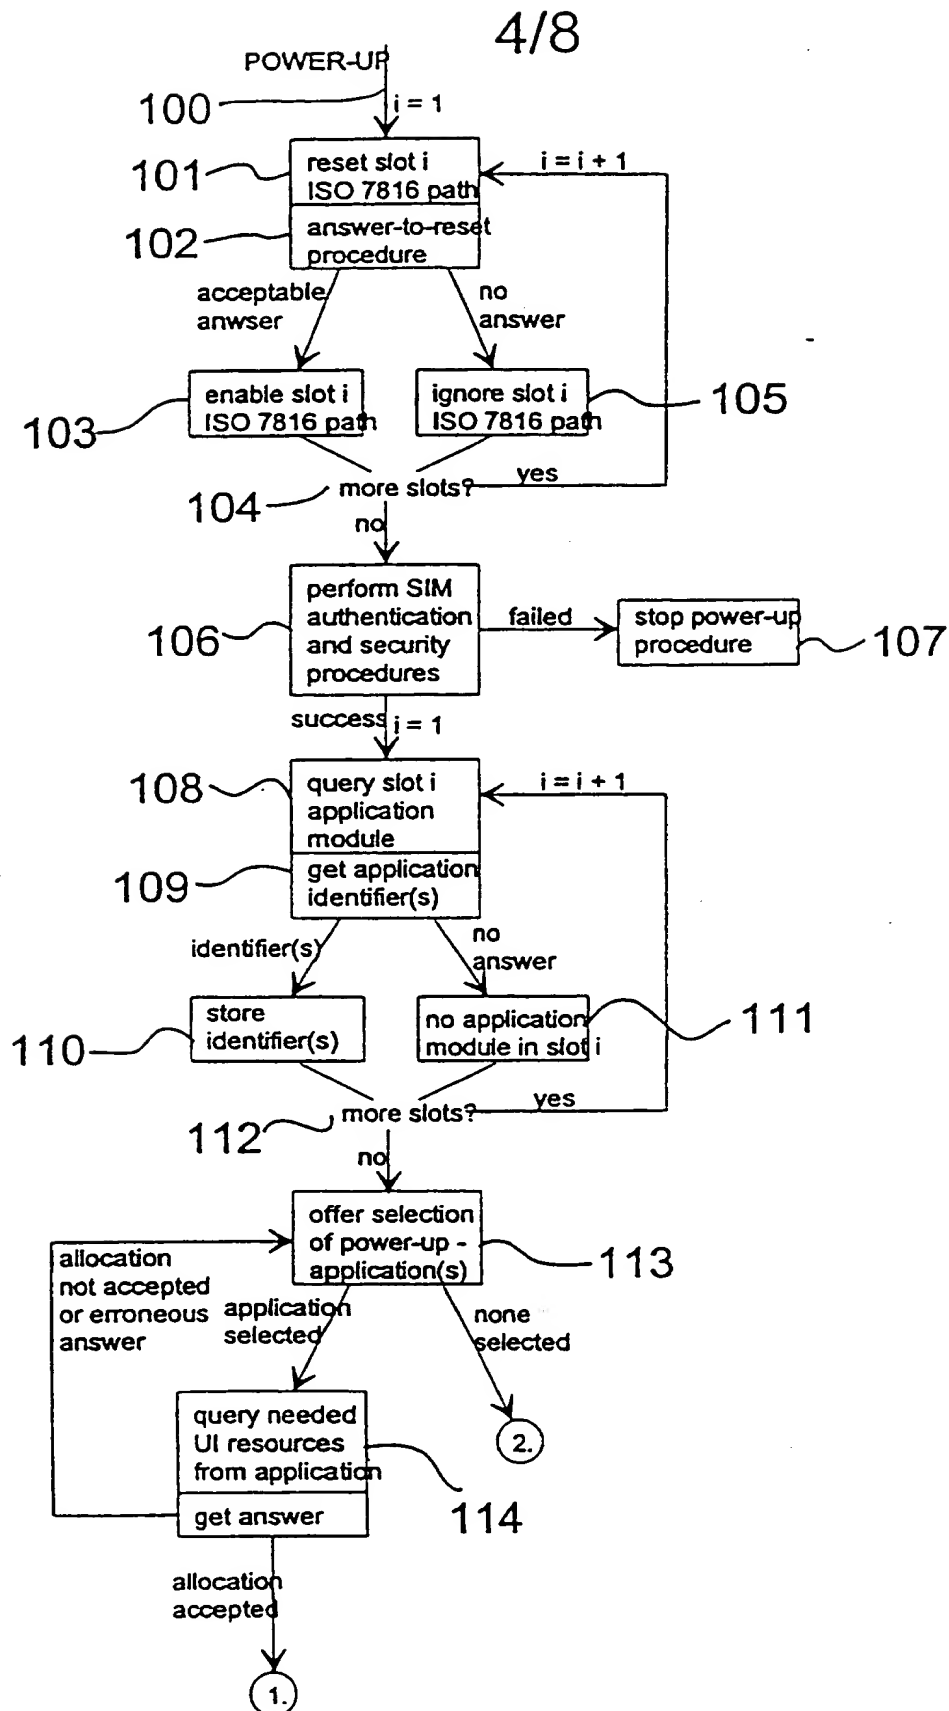 4/8
POWER-UP
100
i = 1
101
reset slot i
ISO 7816 path
i = i + 1
102
answer-to-reset
procedure
acceptable
anwser
no
answer
103
enable slot i
ISO 7816 path
ignore slot i
ISO 7816 path
105
104
more slots?
yes
no
106
perform SIM
authentication
and security
procedures
failed
stop power-up
procedure
107
success
i = 1
108
query slot i
application
module
i = i + 1
109
get application
identifier(s)
identifier(s)
no
answer
110
store
identifier(s)
no application
module in slot i
111
112
more slots?
yes
no
offer selection
of power-up -
application(s)
113
allocation
not accepted
or erroneous
answer
application
selected
none
selected
query needed
UI resources
from application
2.
get answer
114
allocation
accepted
1.